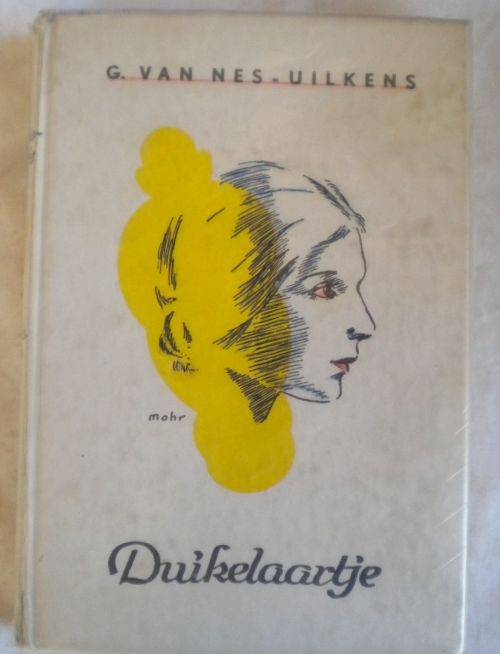 G. VAN NES-UILKENS
mohr
Duikelaartje